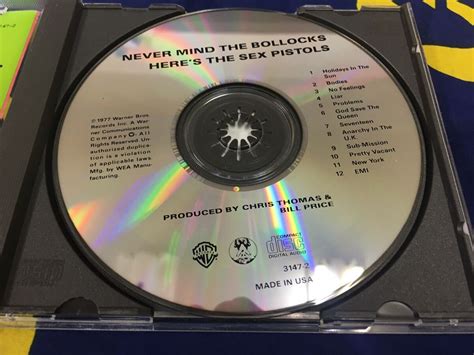 NEVER MIND THE BOLLOCKS
HERE'S THE SEX PISTOLS
1 Holidays In The
Sun
2 Bodies
3 No Feelings
4 Liar
5 Problems
6 God Save The
Queen
7 Seventeen
8 Anarchy In The
U.K.
9 Sub-Mission
10 Pretty Vacant
11 New York
12 EMI
©1977 Warner Bros.
Records Inc. A War
ner Communications
Company. All
Rights Reserved. Un-
authorized duplica-
tion is a violation
of applicable laws.
Mfg. by WEA Manu-
facturing.
PRODUCED BY CHRIS THOMAS &
BILL PRICE
COMPACT
disc
DIGITAL AUDIO
3147-2
MADE IN USA